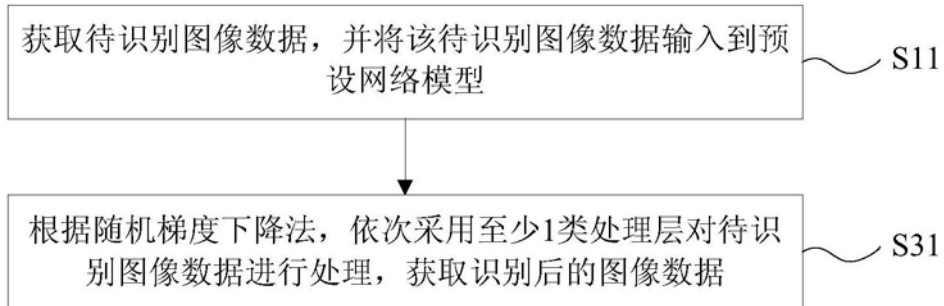 获取待识别图像数据，并将该待识别图像数据输入到预
设网络模型
S11
根据随机梯度下降法，依次采用至少1类处理层对待识
别图像数据进行处理，获取识别后的图像数据
S31